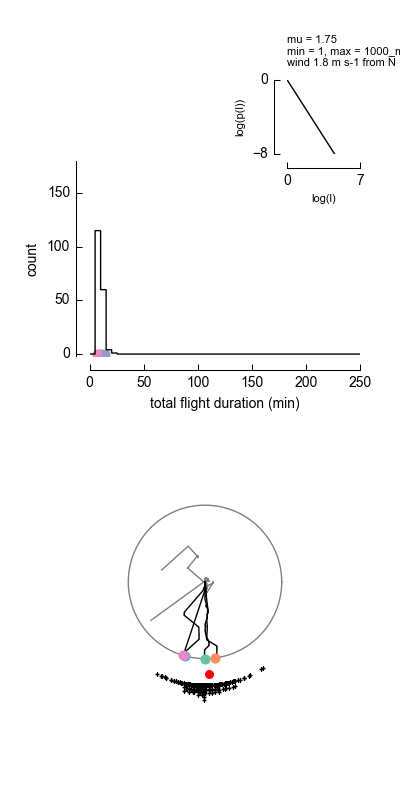 mu = 1.75
min = 1, max = 1000_m
wind 1.8 m s-1 from N
0
log(p(l))
−8
0
7
log(l)
150
100
50
0
count
0
50
100
150
200
250
total flight duration (min)